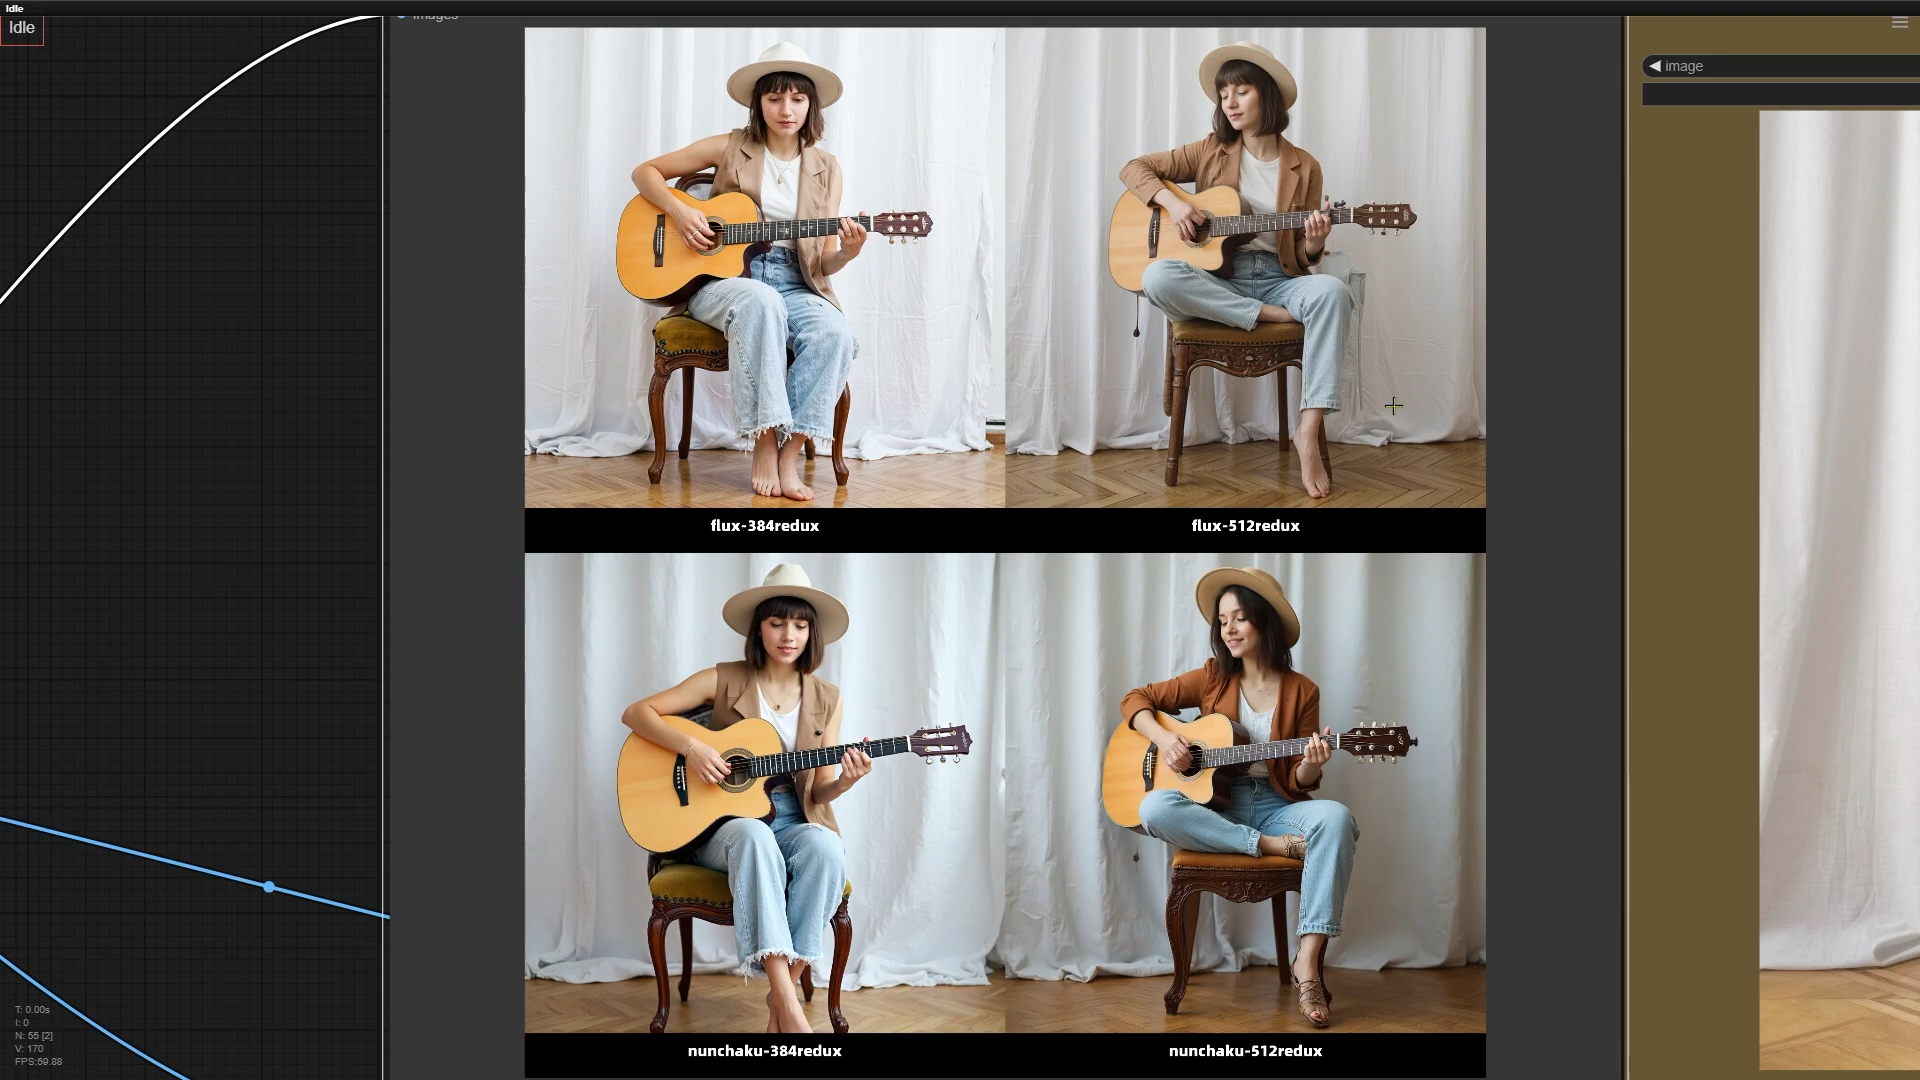 Idle
Idle
images
image
flux-384redux
flux-512redux
nunchaku-384redux
nunchaku-512redux
T: 0.00s
I: 0
N: 55 [2]
V: 170
FPS:59.88